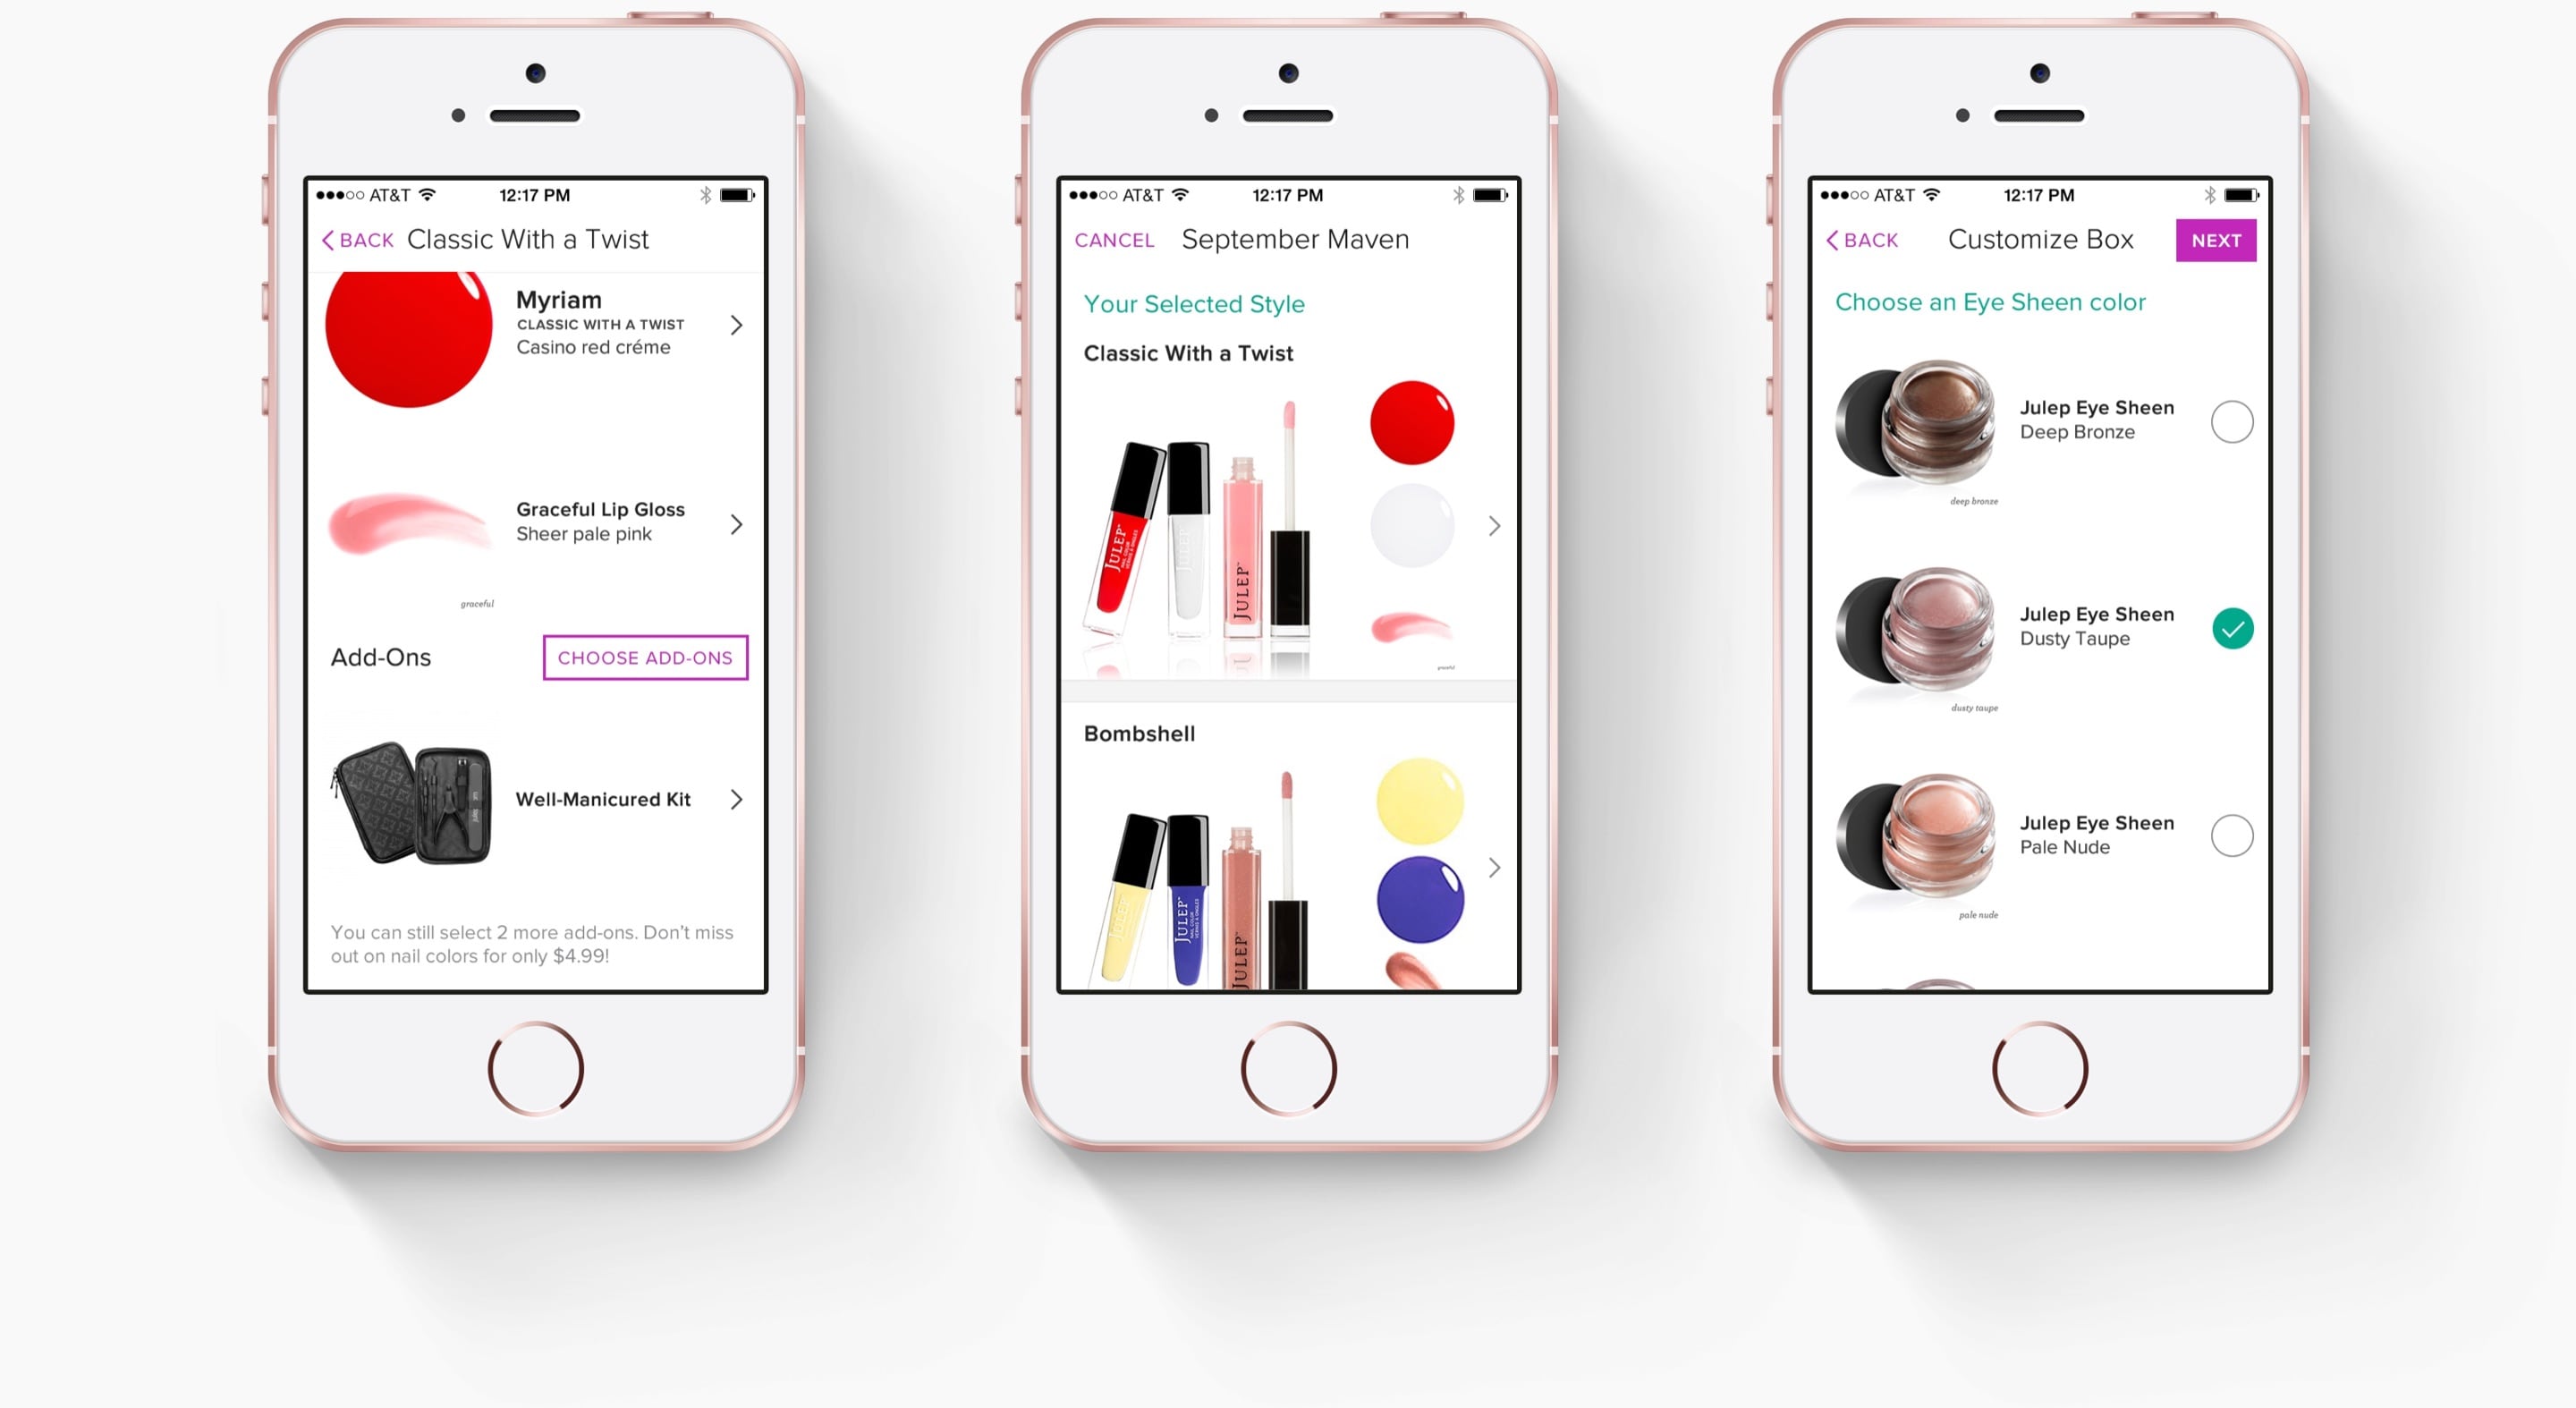 AT&T 12:17 PM
BACK Classic With a Twist
Myriam
CLASSIC WITH A TWIST
Casino red créme
Graceful Lip Gloss
Sheer pale pink
graceful
Add-Ons CHOOSE ADD-ONS
Well-Manicured Kit
You can still select 2 more add-ons. Don't miss
out on nail colors for only $4.99!
AT&T 12:17 PM
CANCEL September Maven
Your Selected Style
Classic With a Twist
JULEP
JULEP
JULEP
graceful
Bombshell
JULEP
JULEP
JULEP
AT&T 12:17 PM
BACK Customize Box NEXT
Choose an Eye Sheen color
Julep Eye Sheen
Deep Bronze
deep bronze
Julep Eye Sheen
Dusty Taupe
dusty taupe
Julep Eye Sheen
Pale Nude
pale nude